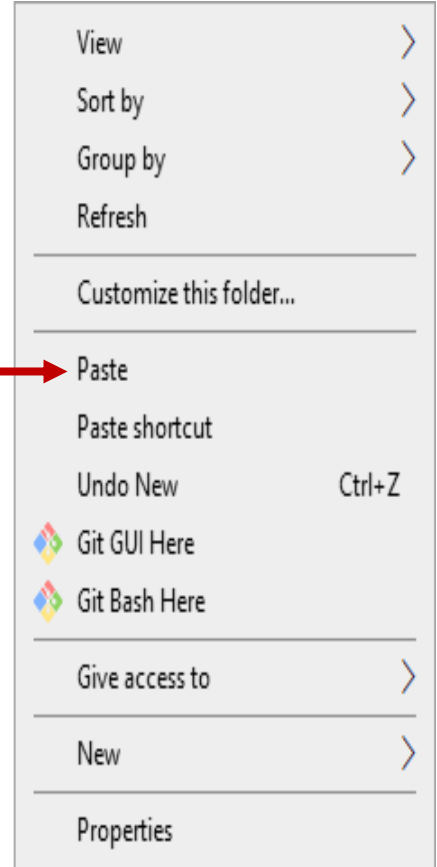 View
Sort by
Group by
Refresh
Customize this folder...
Paste
Paste shortcut
Undo New Ctrl+Z
Git GUI Here
Git Bash Here
Give access to
New
Properties